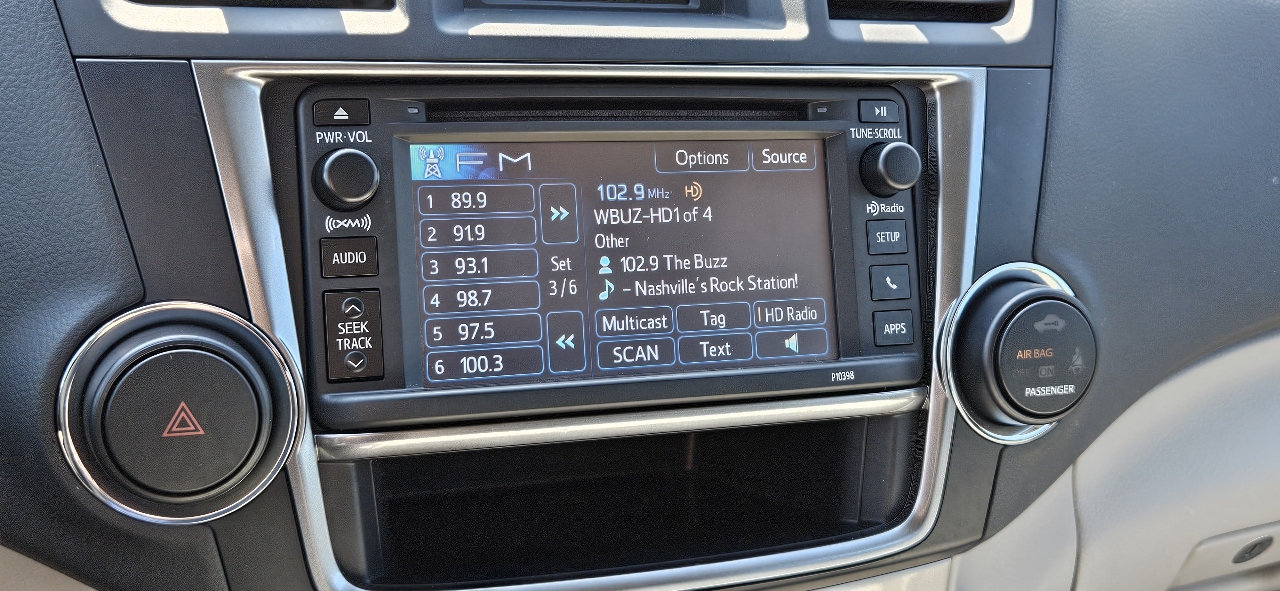 PWR·VOL
TUNE·SCROLL
FM
Options
Source
1 89.9
2 91.9
3 93.1
4 98.7
5 97.5
6 100.3
Set
3/6
102.9 MHz HD
WBUZ-HD1 of 4
Other
102.9 The Buzz
- Nashville's Rock Station!
Multicast
Tag
HD Radio
SCAN
Text
((XM))
AUDIO
SEEK
TRACK
HD Radio
SETUP
APPS
P10398
AIR BAG
OFF ON
PASSENGER